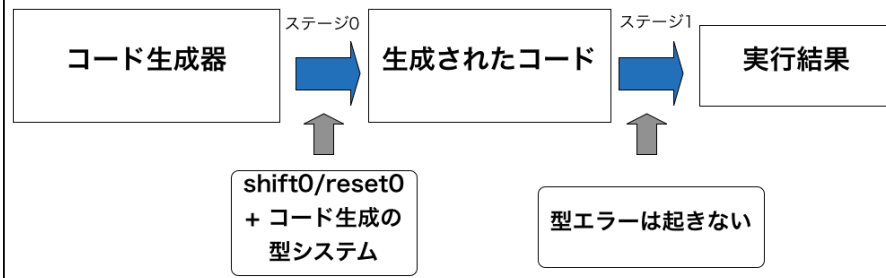 ステージ0
ステージ1
コード生成器
生成されたコード
実行結果
shift0/reset0
+ コード生成の
型システム
型エラーは起きない